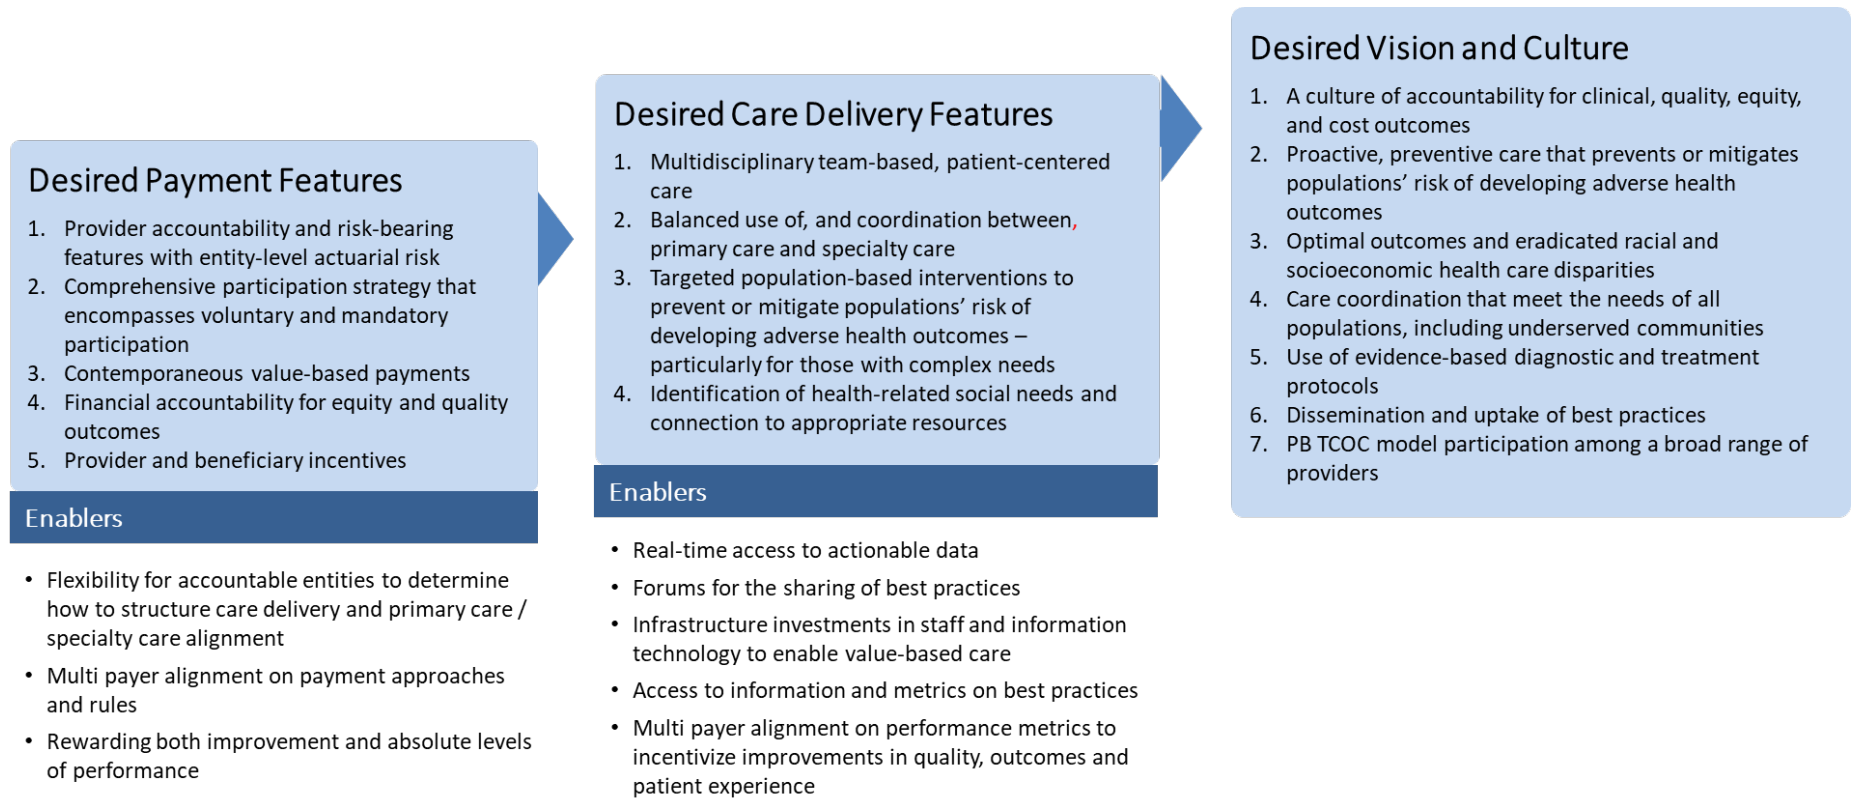 Desired Payment Features
1. Provider accountability and risk-bearing
features with entity-level actuarial risk
2. Comprehensive participation strategy that
encompasses voluntary and mandatory
participation
3. Contemporaneous value-based payments
4. Financial accountability for equity and quality
outcomes
5. Provider and beneficiary incentives
Enablers
• Flexibility for accountable entities to determine
how to structure care delivery and primary care /
specialty care alignment
• Multi payer alignment on payment approaches
and rules
• Rewarding both improvement and absolute levels
of performance
Desired Care Delivery Features
1. Multidisciplinary team-based, patient-centered
care
2. Balanced use of, and coordination between,
primary care and specialty care
3. Targeted population-based interventions to
prevent or mitigate populations’ risk of
developing adverse health outcomes –
particularly for those with complex needs
4. Identification of health-related social needs and
connection to appropriate resources
Enablers
• Real-time access to actionable data
• Forums for the sharing of best practices
• Infrastructure investments in staff and information
technology to enable value-based care
• Access to information and metrics on best practices
• Multi payer alignment on performance metrics to
incentivize improvements in quality, outcomes and
patient experience
Desired Vision and Culture
1. A culture of accountability for clinical, quality, equity,
and cost outcomes
2. Proactive, preventive care that prevents or mitigates
populations’ risk of developing adverse health
outcomes
3. Optimal outcomes and eradicated racial and
socioeconomic health care disparities
4. Care coordination that meet the needs of all
populations, including underserved communities
5. Use of evidence-based diagnostic and treatment
protocols
6. Dissemination and uptake of best practices
7. PB TCOC model participation among a broad range of
providers